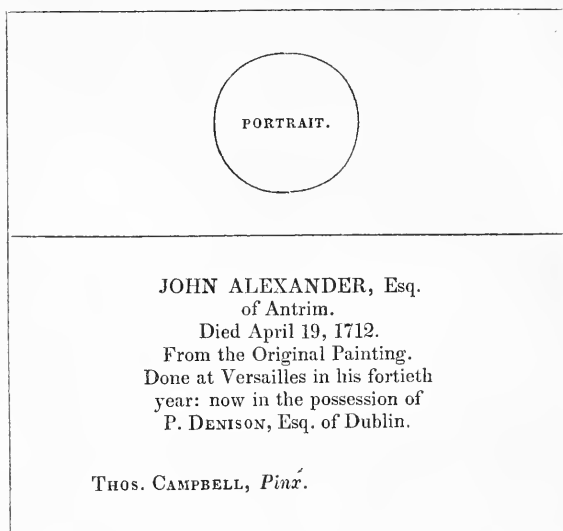 PORTRAIT.
JOHN ALEXANDER, Esq.
of Antrim.
Died April 19, 1712.
From the Original Painting.
Done at Versailles in his fortieth
year: now in the possession of
P. DENISON, Esq. of Dublin.
THOS. CAMPBELL, Pinx́.